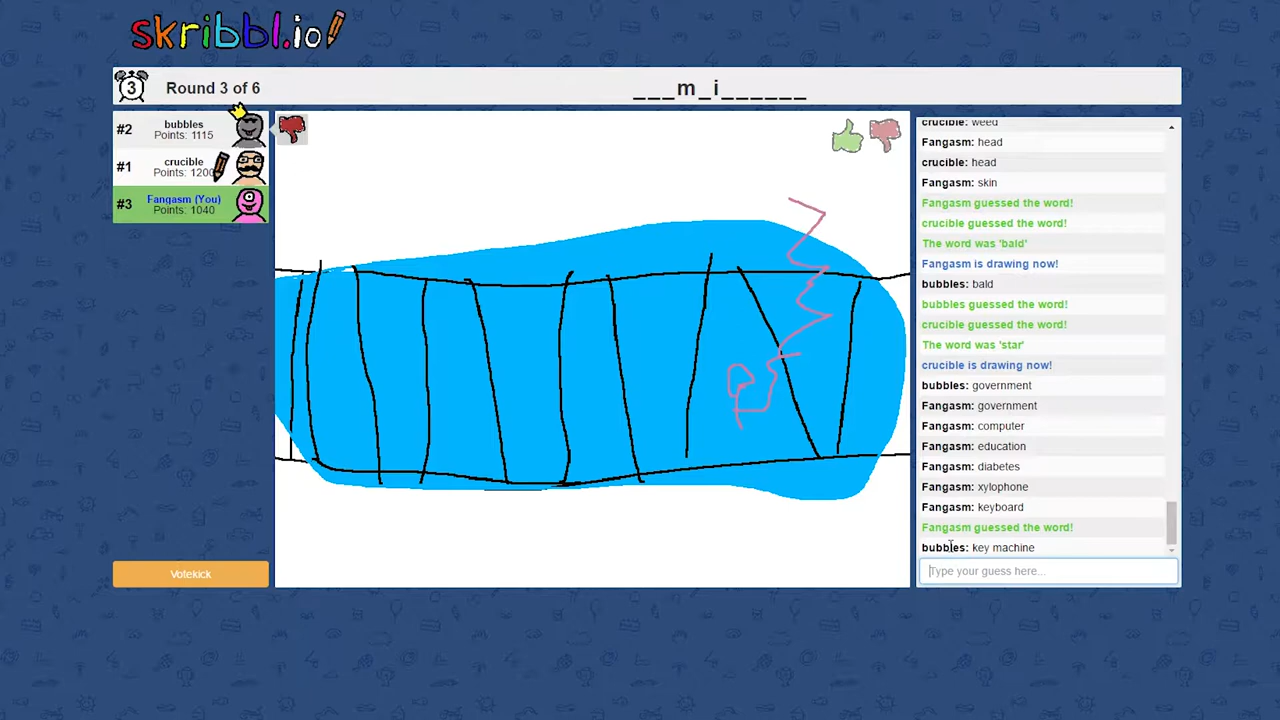 skribbl.io
3
Round 3 of 6
___m_i______
#2
bubbles
Points: 1115
#1
crucible
Points: 1200
#3
Fangasm (You)
Points: 1040
Votekick
crucible: weed
Fangasm: head
crucible: head
Fangasm: skin
Fangasm guessed the word!
crucible guessed the word!
The word was 'bald'
Fangasm is drawing now!
bubbles: bald
bubbles guessed the word!
crucible guessed the word!
The word was 'star'
crucible is drawing now!
bubbles: government
Fangasm: government
Fangasm: computer
Fangasm: education
Fangasm: diabetes
Fangasm: xylophone
Fangasm: keyboard
Fangasm guessed the word!
bubbles: key machine
Type your guess here...